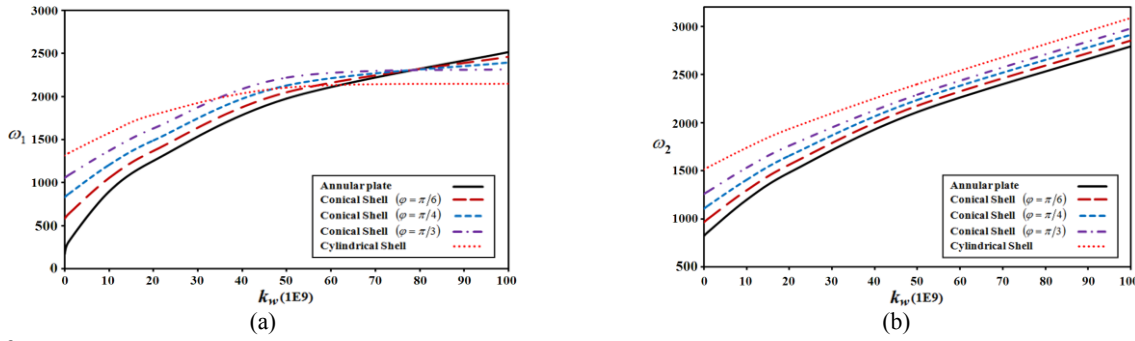 3000
2500
2000
1500
1000
500
0
ω1
Annular plate
Conical Shell (φ = π/6)
Conical Shell (φ = π/4)
Conical Shell (φ = π/3)
Cylindrical Shell
0 10 20 30 40 50 60 70 80 90 100
kw (1E9)
(a)
3000
2500
2000
1500
1000
500
ω2
Annular plate
Conical Shell (φ = π/6)
Conical Shell (φ = π/4)
Conical Shell (φ = π/3)
Cylindrical Shell
0 10 20 30 40 50 60 70 80 90 100
kw (1E9)
(b)